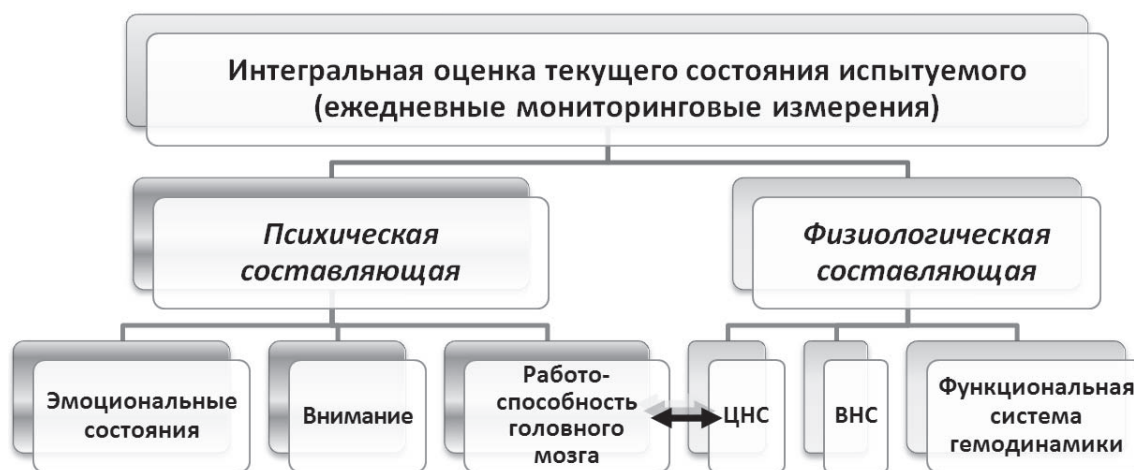 Интегральная оценка текущего состояния испытуемого
(ежедневные мониторинговые измерения)
Психическая
составляющая
Физиологическая
составляющая
Эмоциональные
состояния
Внимание
Работо-
способность
головного
мозга
ЦНС
ВНС
Функциональная
система
гемодинамики